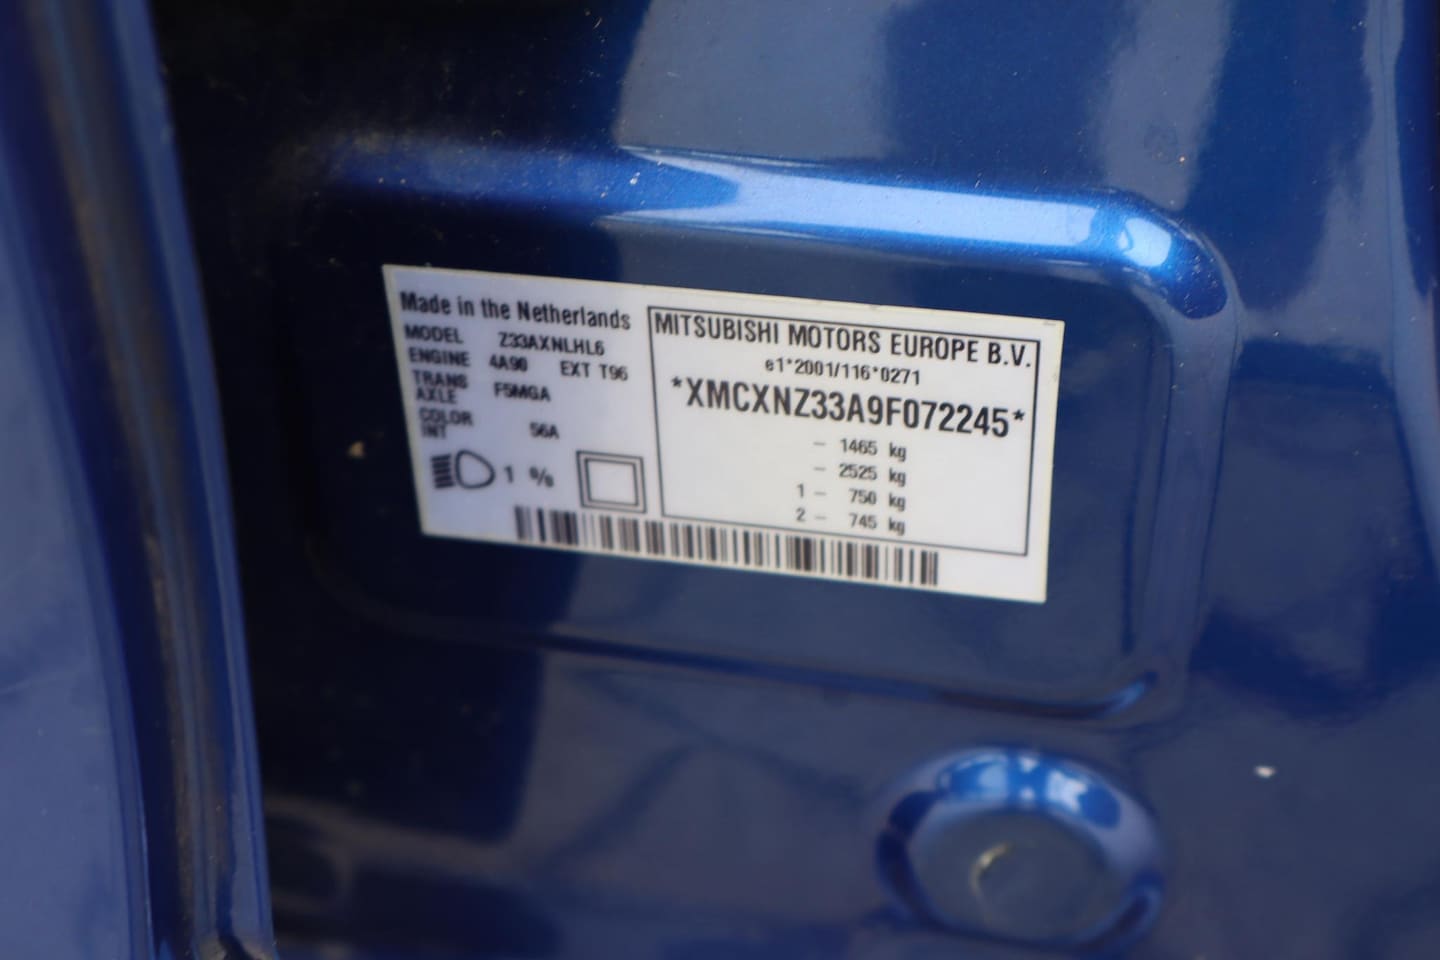 Made in the Netherlands
MODEL Z33AXNLHL6
ENGINE 4A90 EXT T96
TRANS AXLE F5MGA
COLOR INT 56A
1 %
MITSUBISHI MOTORS EUROPE B.V.
e1*2001/116*0271
*XMCXNZ33A9F072245*
- 1465 kg
- 2525 kg
1 - 750 kg
2 - 745 kg